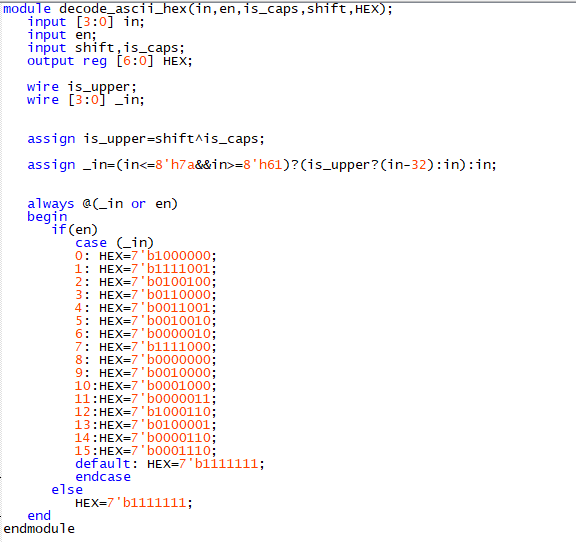 module decode_ascii_hex(in,en,is_caps,shift,HEX);
input [3:0] in;
input en;
input shift,is_caps;
output reg [6:0] HEX;
wire is_upper;
wire [3:0] _in;
assign is_upper=shift^is_caps;
assign _in=(in<=8'h7a&&in>=8'h61)?(is_upper?(in-32):in):in;
always @(_in or en)
begin
if(en)
case (_in)
0: HEX=7'b1000000;
1: HEX=7'b1111001;
2: HEX=7'b0100100;
3: HEX=7'b0110000;
4: HEX=7'b0011001;
5: HEX=7'b0010010;
6: HEX=7'b0000010;
7: HEX=7'b1111000;
8: HEX=7'b0000000;
9: HEX=7'b0010000;
10:HEX=7'b0001000;
11:HEX=7'b0000011;
12:HEX=7'b1000110;
13:HEX=7'b0100001;
14:HEX=7'b0000110;
15:HEX=7'b0001110;
default: HEX=7'b1111111;
endcase
else
HEX=7'b1111111;
end
endmodule